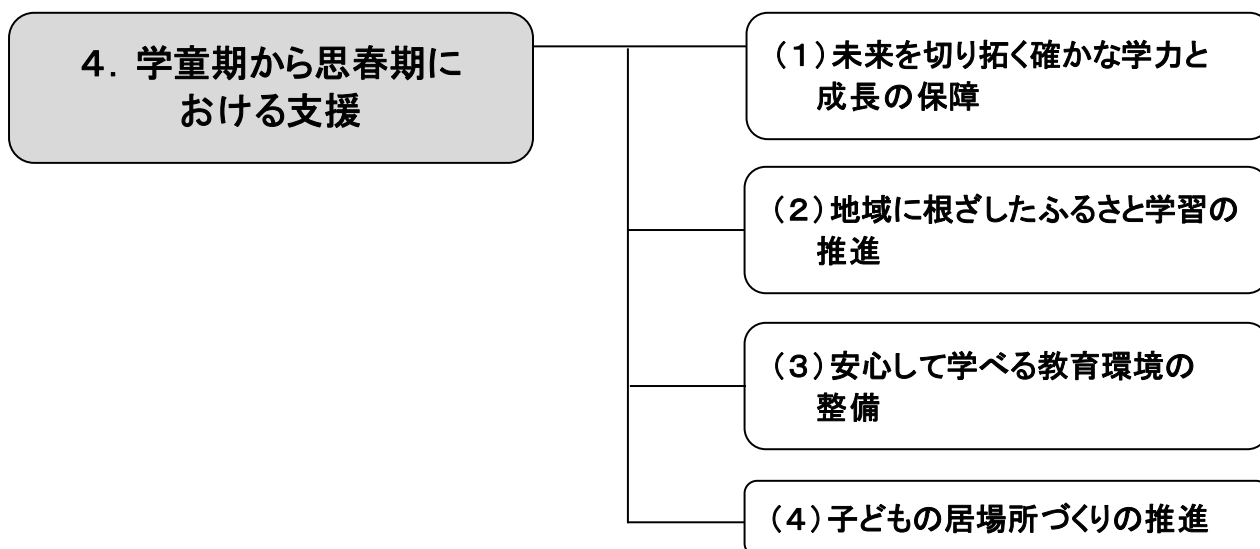 ４．学童期から思春期に
おける支援
（１）未来を切り拓く確かな学力と
成長の保障
（２）地域に根ざしたふるさと学習の
推進
（３）安心して学べる教育環境の
整備
（４）子どもの居場所づくりの推進